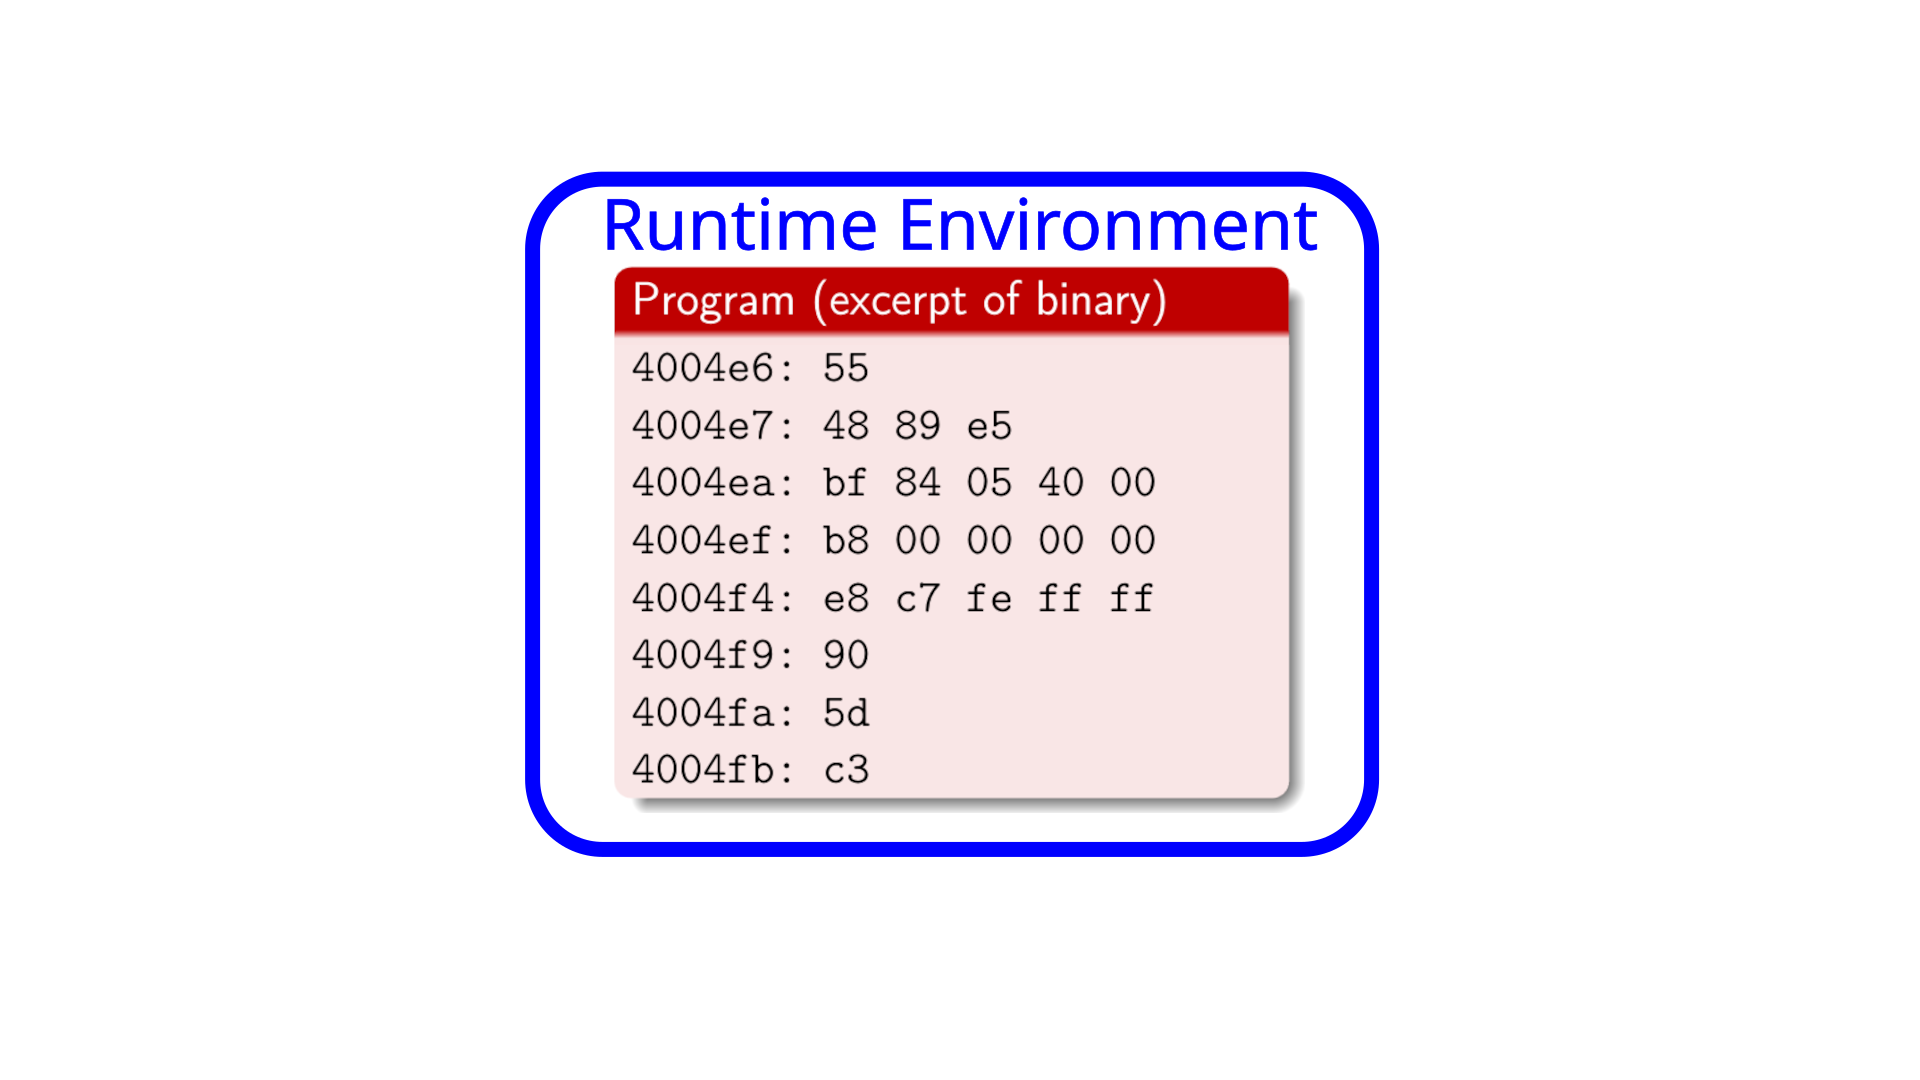 Runtime Environment
Program (excerpt of binary)
4004e6: 55
4004e7: 48 89 e5
4004ea: bf 84 05 40 00
4004ef: b8 00 00 00 00
4004f4: e8 c7 fe ff ff
4004f9: 90
4004fa: 5d
4004fb: c3